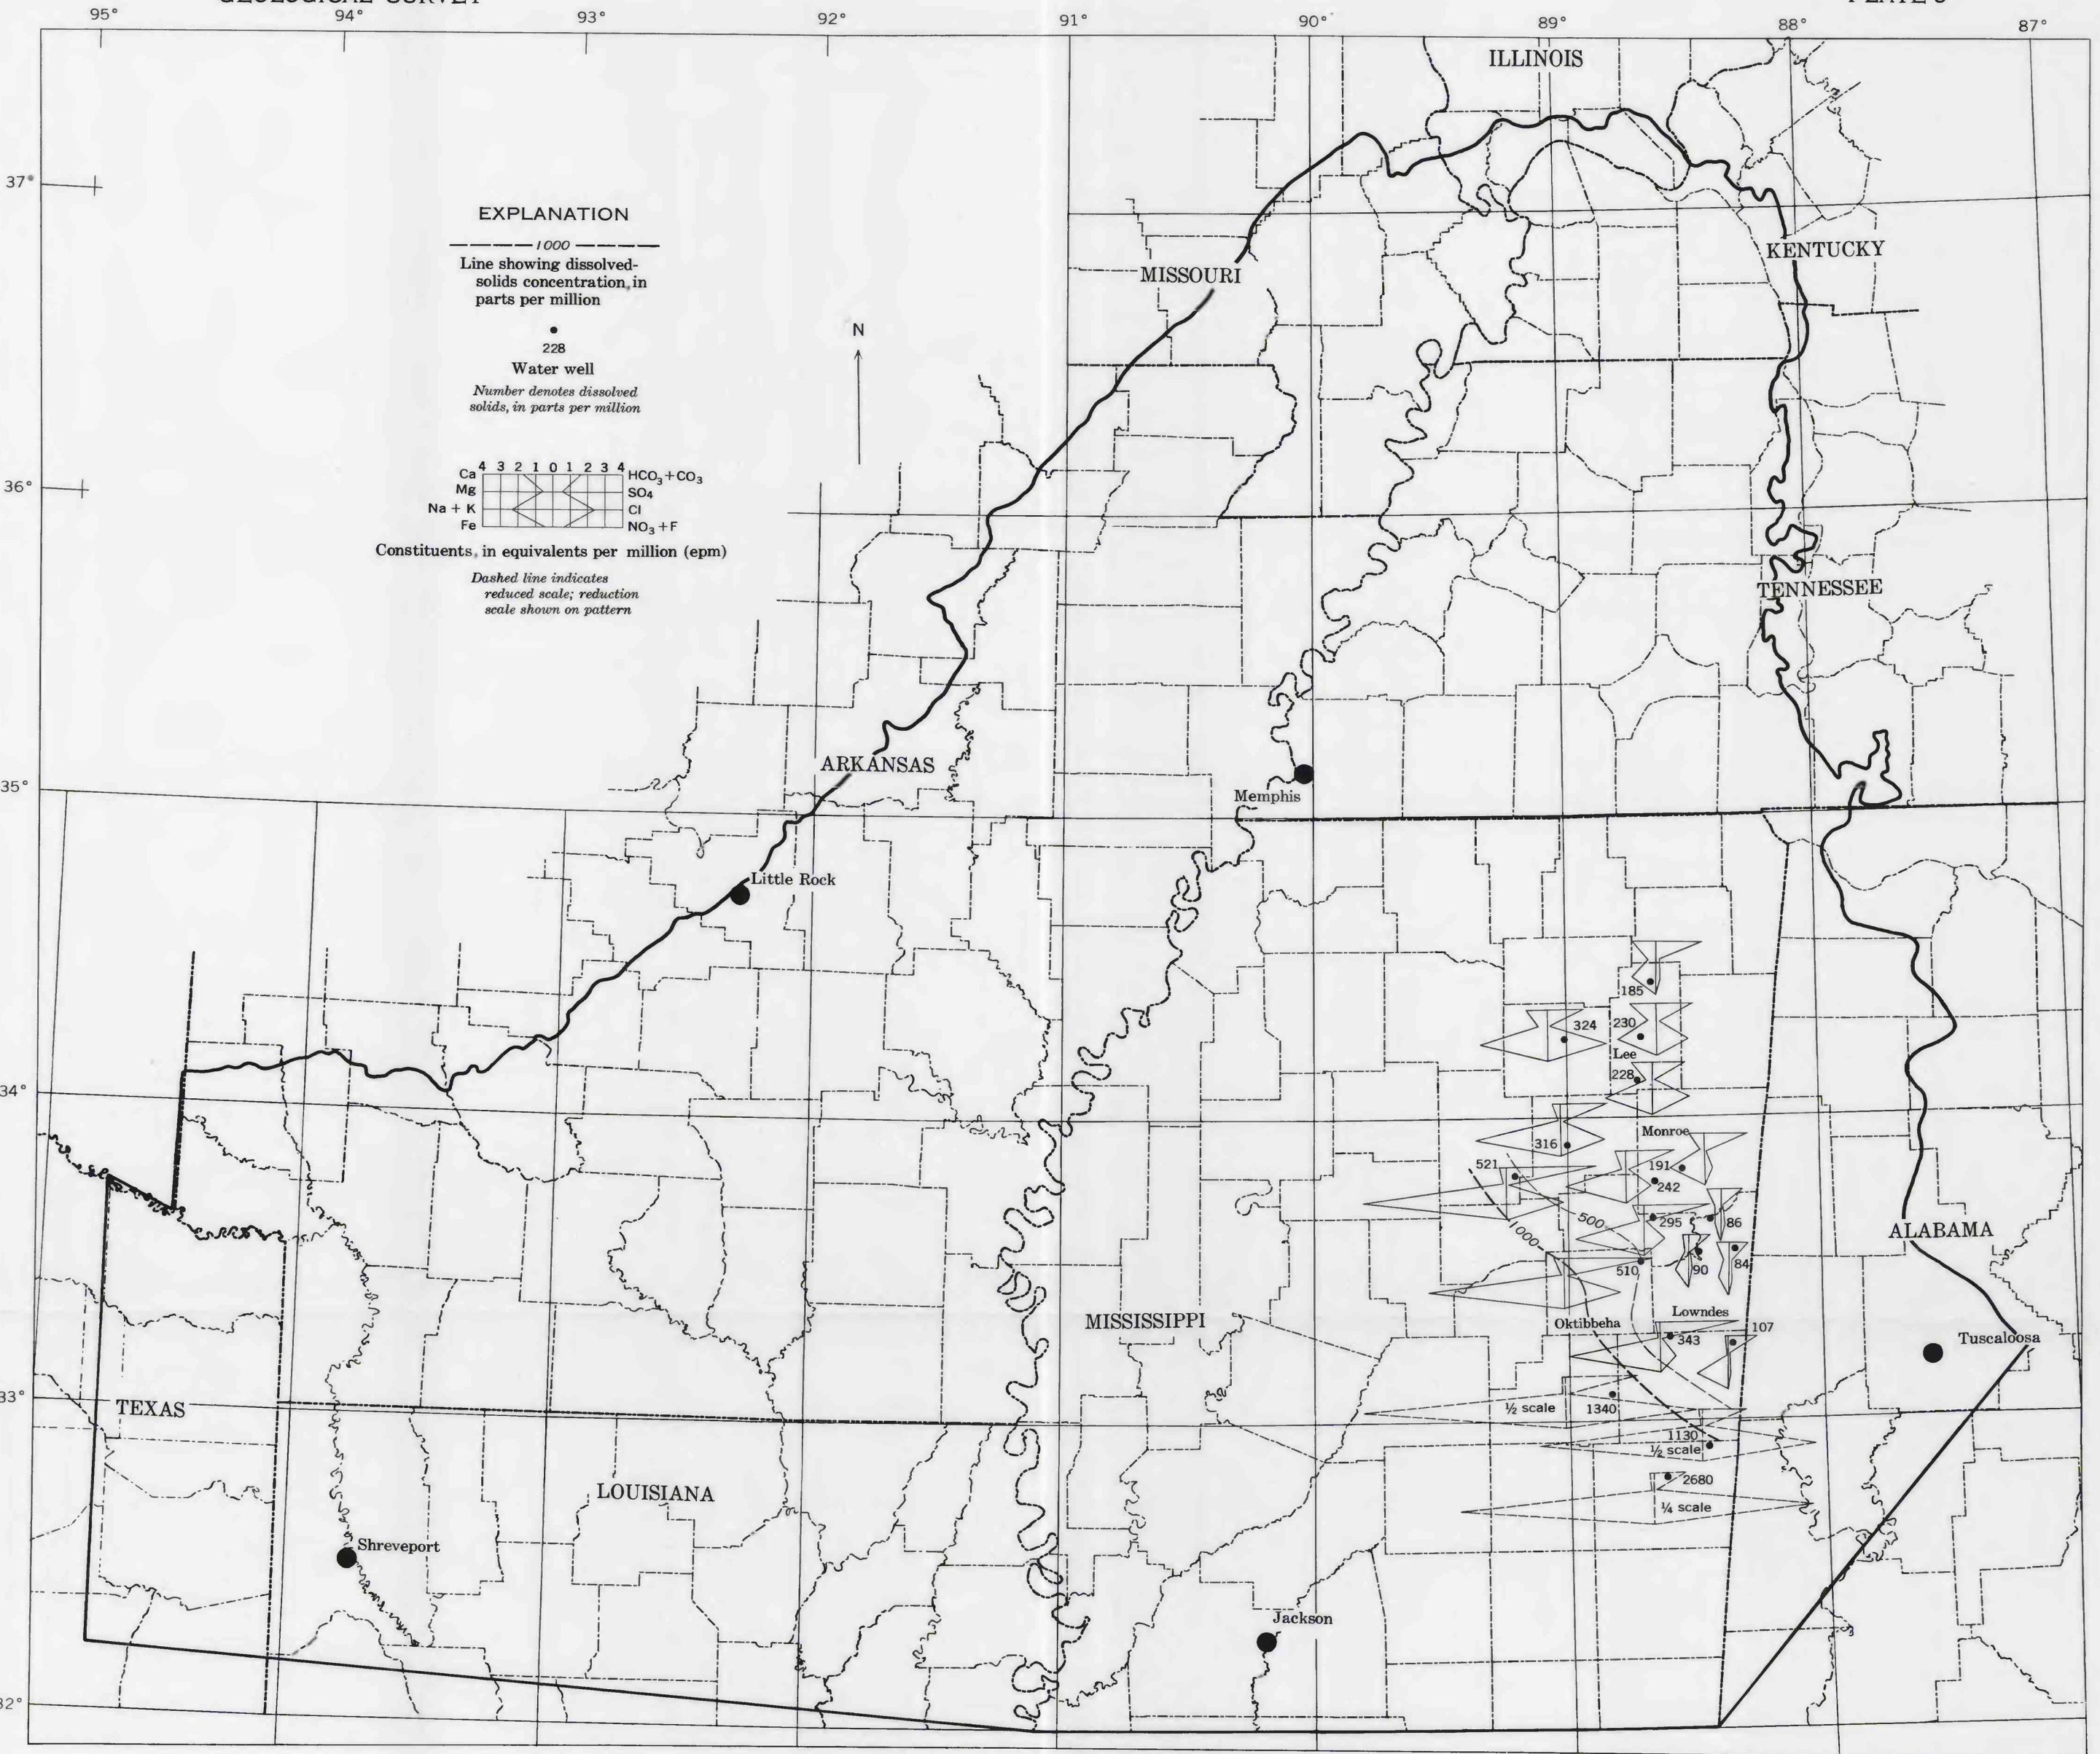 95° 94° 93° 92° 91° 90° 89° 88° 87°
ILLINOIS
37°
EXPLANATION
1000
Line showing dissolved-
solids concentration, in
parts per million
228
Water well
Number denotes dissolved
solids, in parts per million
4 3 2 1 0 1 2 3 4
Ca HCO3+CO3
Mg SO4
Na + K Cl
Fe NO3+F
Constituents, in equivalents per million (epm)
Dashed line indicates
reduced scale; reduction
scale shown on pattern
N
MISSOURI
KENTUCKY
36°
TENNESSEE
ARKANSAS
35°
Memphis
Little Rock
185
324
230
Lee
228
34°
316
Monroe
521
191
242
500
295
86
1000
ALABAMA
510
90
84
MISSISSIPPI
Lowndes
Oktibbeha
107
343
Tuscaloosa
33°
TEXAS
½ scale
1340
1130
½ scale
2680
¼ scale
LOUISIANA
Shreveport
Jackson
32°